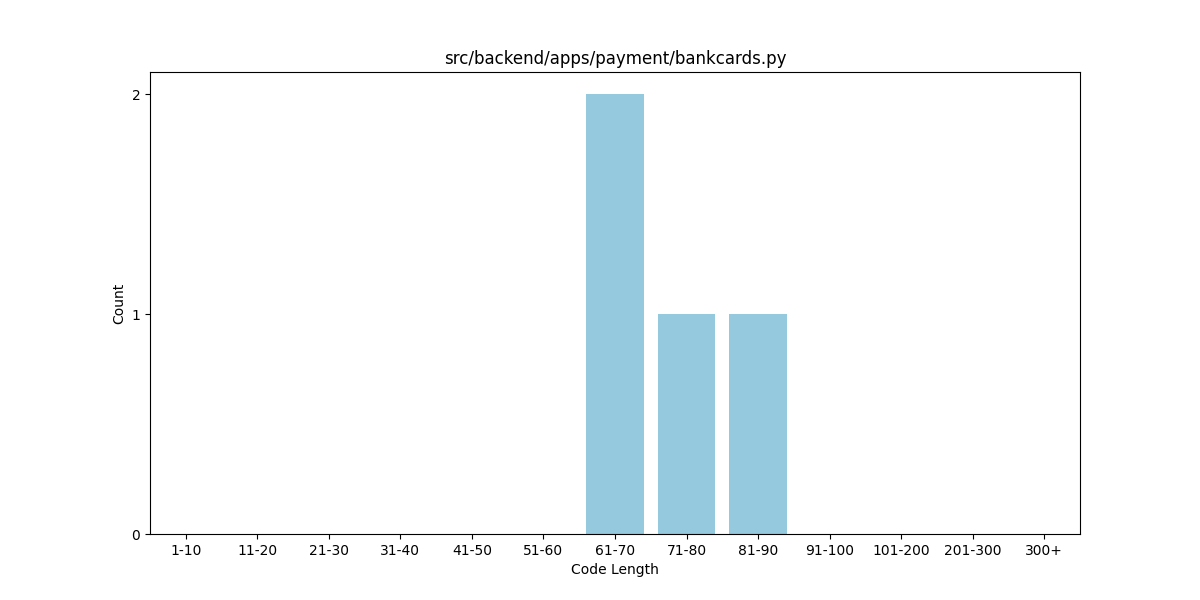 src/backend/apps/payment/bankcards.py
2
1
0
Count
1-10 11-20 21-30 31-40 41-50 51-60 61-70 71-80 81-90 91-100 101-200 201-300 300+
Code Length